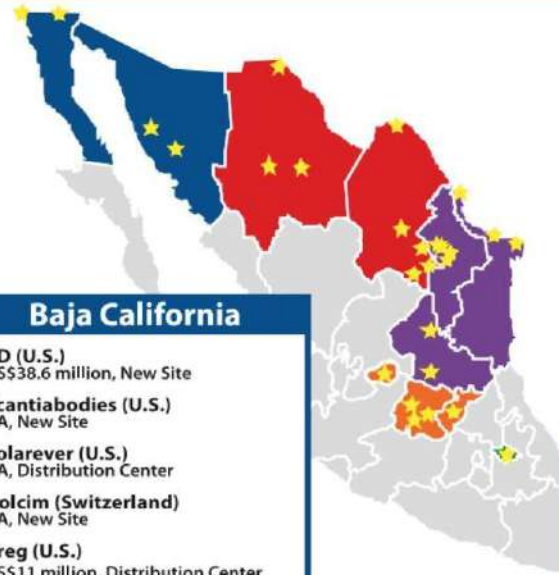 Baja California
D (U.S.)
S$38.6 million, New Site
cantiabodies (U.S.)
A, New Site
olarever (U.S.)
A, Distribution Center
olcim (Switzerland)
A, New Site
reg (U.S.)
S$11 million, Distribution Center